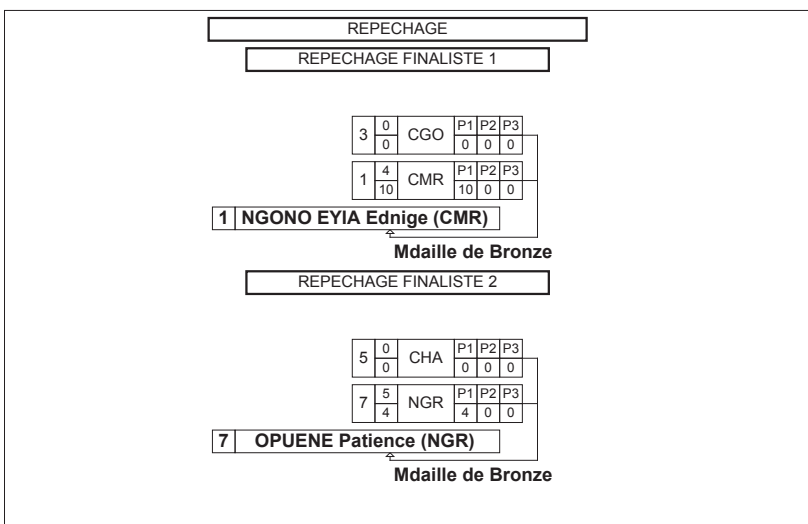 REPECHAGE
REPECHAGE FINALISTE 1
3 0 CGO P1 P2 P3
0 0 0 0
1 4 CMR P1 P2 P3
10 10 0 0
1 NGONO EYIA Ednige (CMR)
Mdaille de Bronze
REPECHAGE FINALISTE 2
5 0 CHA P1 P2 P3
0 0 0 0
7 5 NGR P1 P2 P3
4 4 0 0
7 OPUENE Patience (NGR)
Mdaille de Bronze